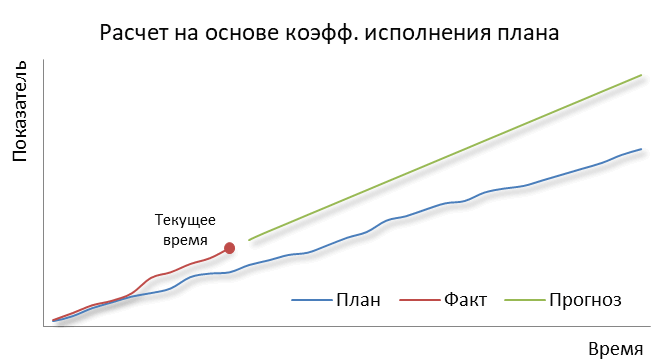 Расчет на основе коэфф. исполнения плана
Показатель
Текущее
время
План
Факт
Прогноз
Время